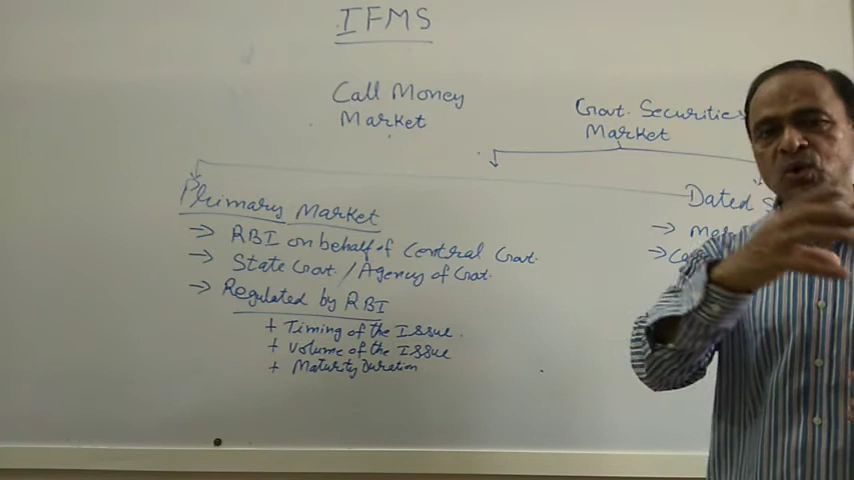 IFMS
Call Money
Market
Govt. Securities
Market
Primary Market
→ RBI on behalf of Central Govt.
→ State Govt. / Agency of Govt.
→ Regulated by RBI
+ Timing of the Issue.
+ Volume of the Issue
+ Maturity Duration
Dated
→
→